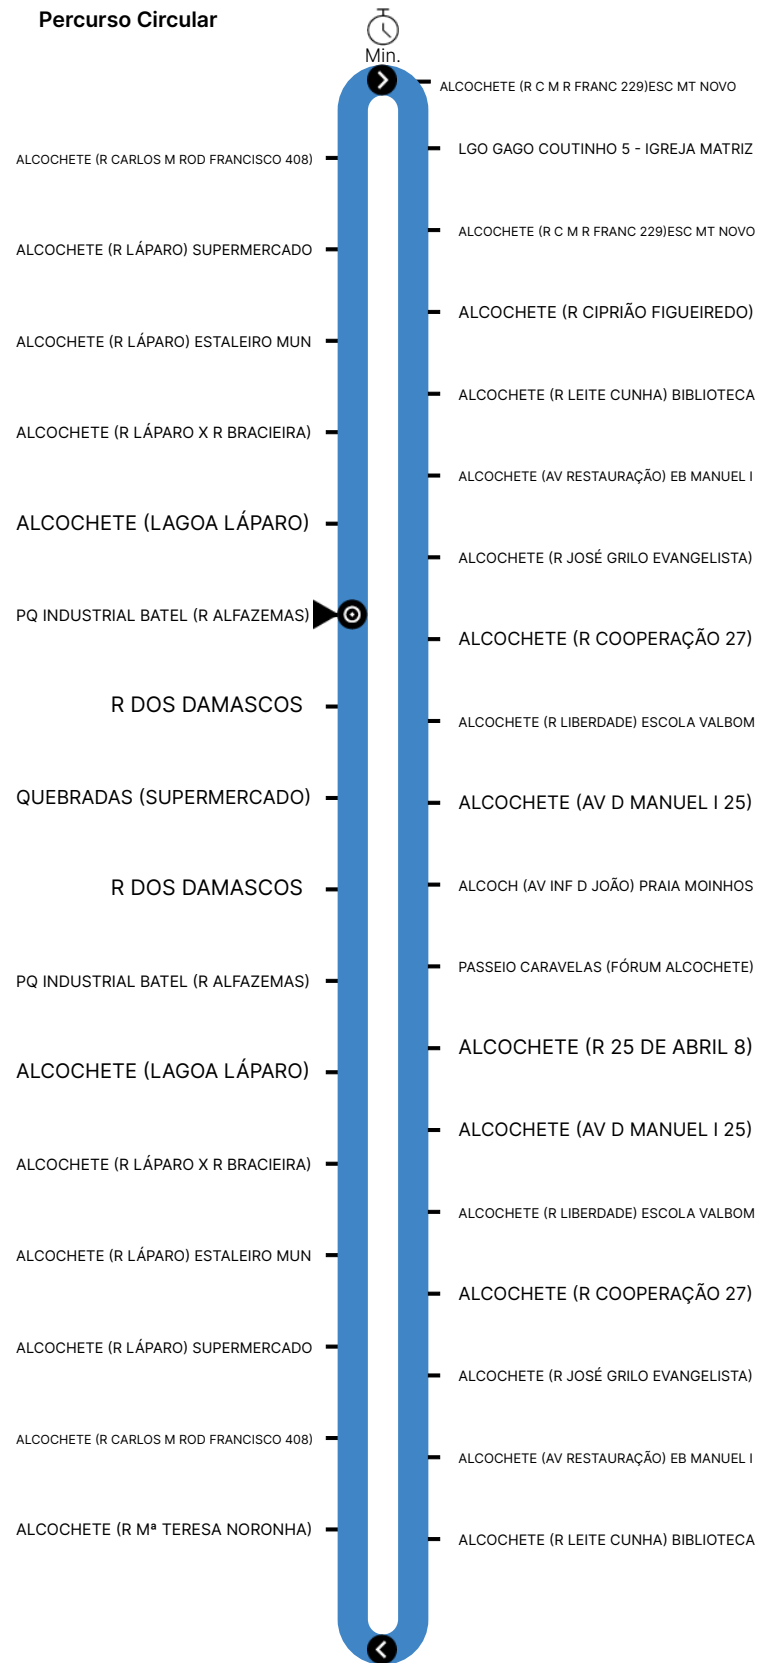 Percurso Circular
Min.
ALCOCHETE (R C M R FRANC 229)ESC MT NOVO
LGO GAGO COUTINHO 5 - IGREJA MATRIZ
ALCOCHETE (R C M R FRANC 229)ESC MT NOVO
ALCOCHETE (R CIPRIÃO FIGUEIREDO)
ALCOCHETE (R LEITE CUNHA) BIBLIOTECA
ALCOCHETE (AV RESTAURAÇÃO) EB MANUEL I
ALCOCHETE (R JOSÉ GRILO EVANGELISTA)
ALCOCHETE (R COOPERAÇÃO 27)
ALCOCHETE (R LIBERDADE) ESCOLA VALBOM
ALCOCHETE (AV D MANUEL I 25)
ALCOCH (AV INF D JOÃO) PRAIA MOINHOS
PASSEIO CARAVELAS (FÓRUM ALCOCHETE)
ALCOCHETE (R 25 DE ABRIL 8)
ALCOCHETE (AV D MANUEL I 25)
ALCOCHETE (R LIBERDADE) ESCOLA VALBOM
ALCOCHETE (R COOPERAÇÃO 27)
ALCOCHETE (R JOSÉ GRILO EVANGELISTA)
ALCOCHETE (AV RESTAURAÇÃO) EB MANUEL I
ALCOCHETE (R LEITE CUNHA) BIBLIOTECA
ALCOCHETE (R CARLOS M ROD FRANCISCO 408)
ALCOCHETE (R LÁPARO) SUPERMERCADO
ALCOCHETE (R LÁPARO) ESTALEIRO MUN
ALCOCHETE (R LÁPARO X R BRACIEIRA)
ALCOCHETE (LAGOA LÁPARO)
PQ INDUSTRIAL BATEL (R ALFAZEMAS)
R DOS DAMASCOS
QUEBRADAS (SUPERMERCADO)
R DOS DAMASCOS
PQ INDUSTRIAL BATEL (R ALFAZEMAS)
ALCOCHETE (LAGOA LÁPARO)
ALCOCHETE (R LÁPARO X R BRACIEIRA)
ALCOCHETE (R LÁPARO) ESTALEIRO MUN
ALCOCHETE (R LÁPARO) SUPERMERCADO
ALCOCHETE (R CARLOS M ROD FRANCISCO 408)
ALCOCHETE (R Mª TERESA NORONHA)